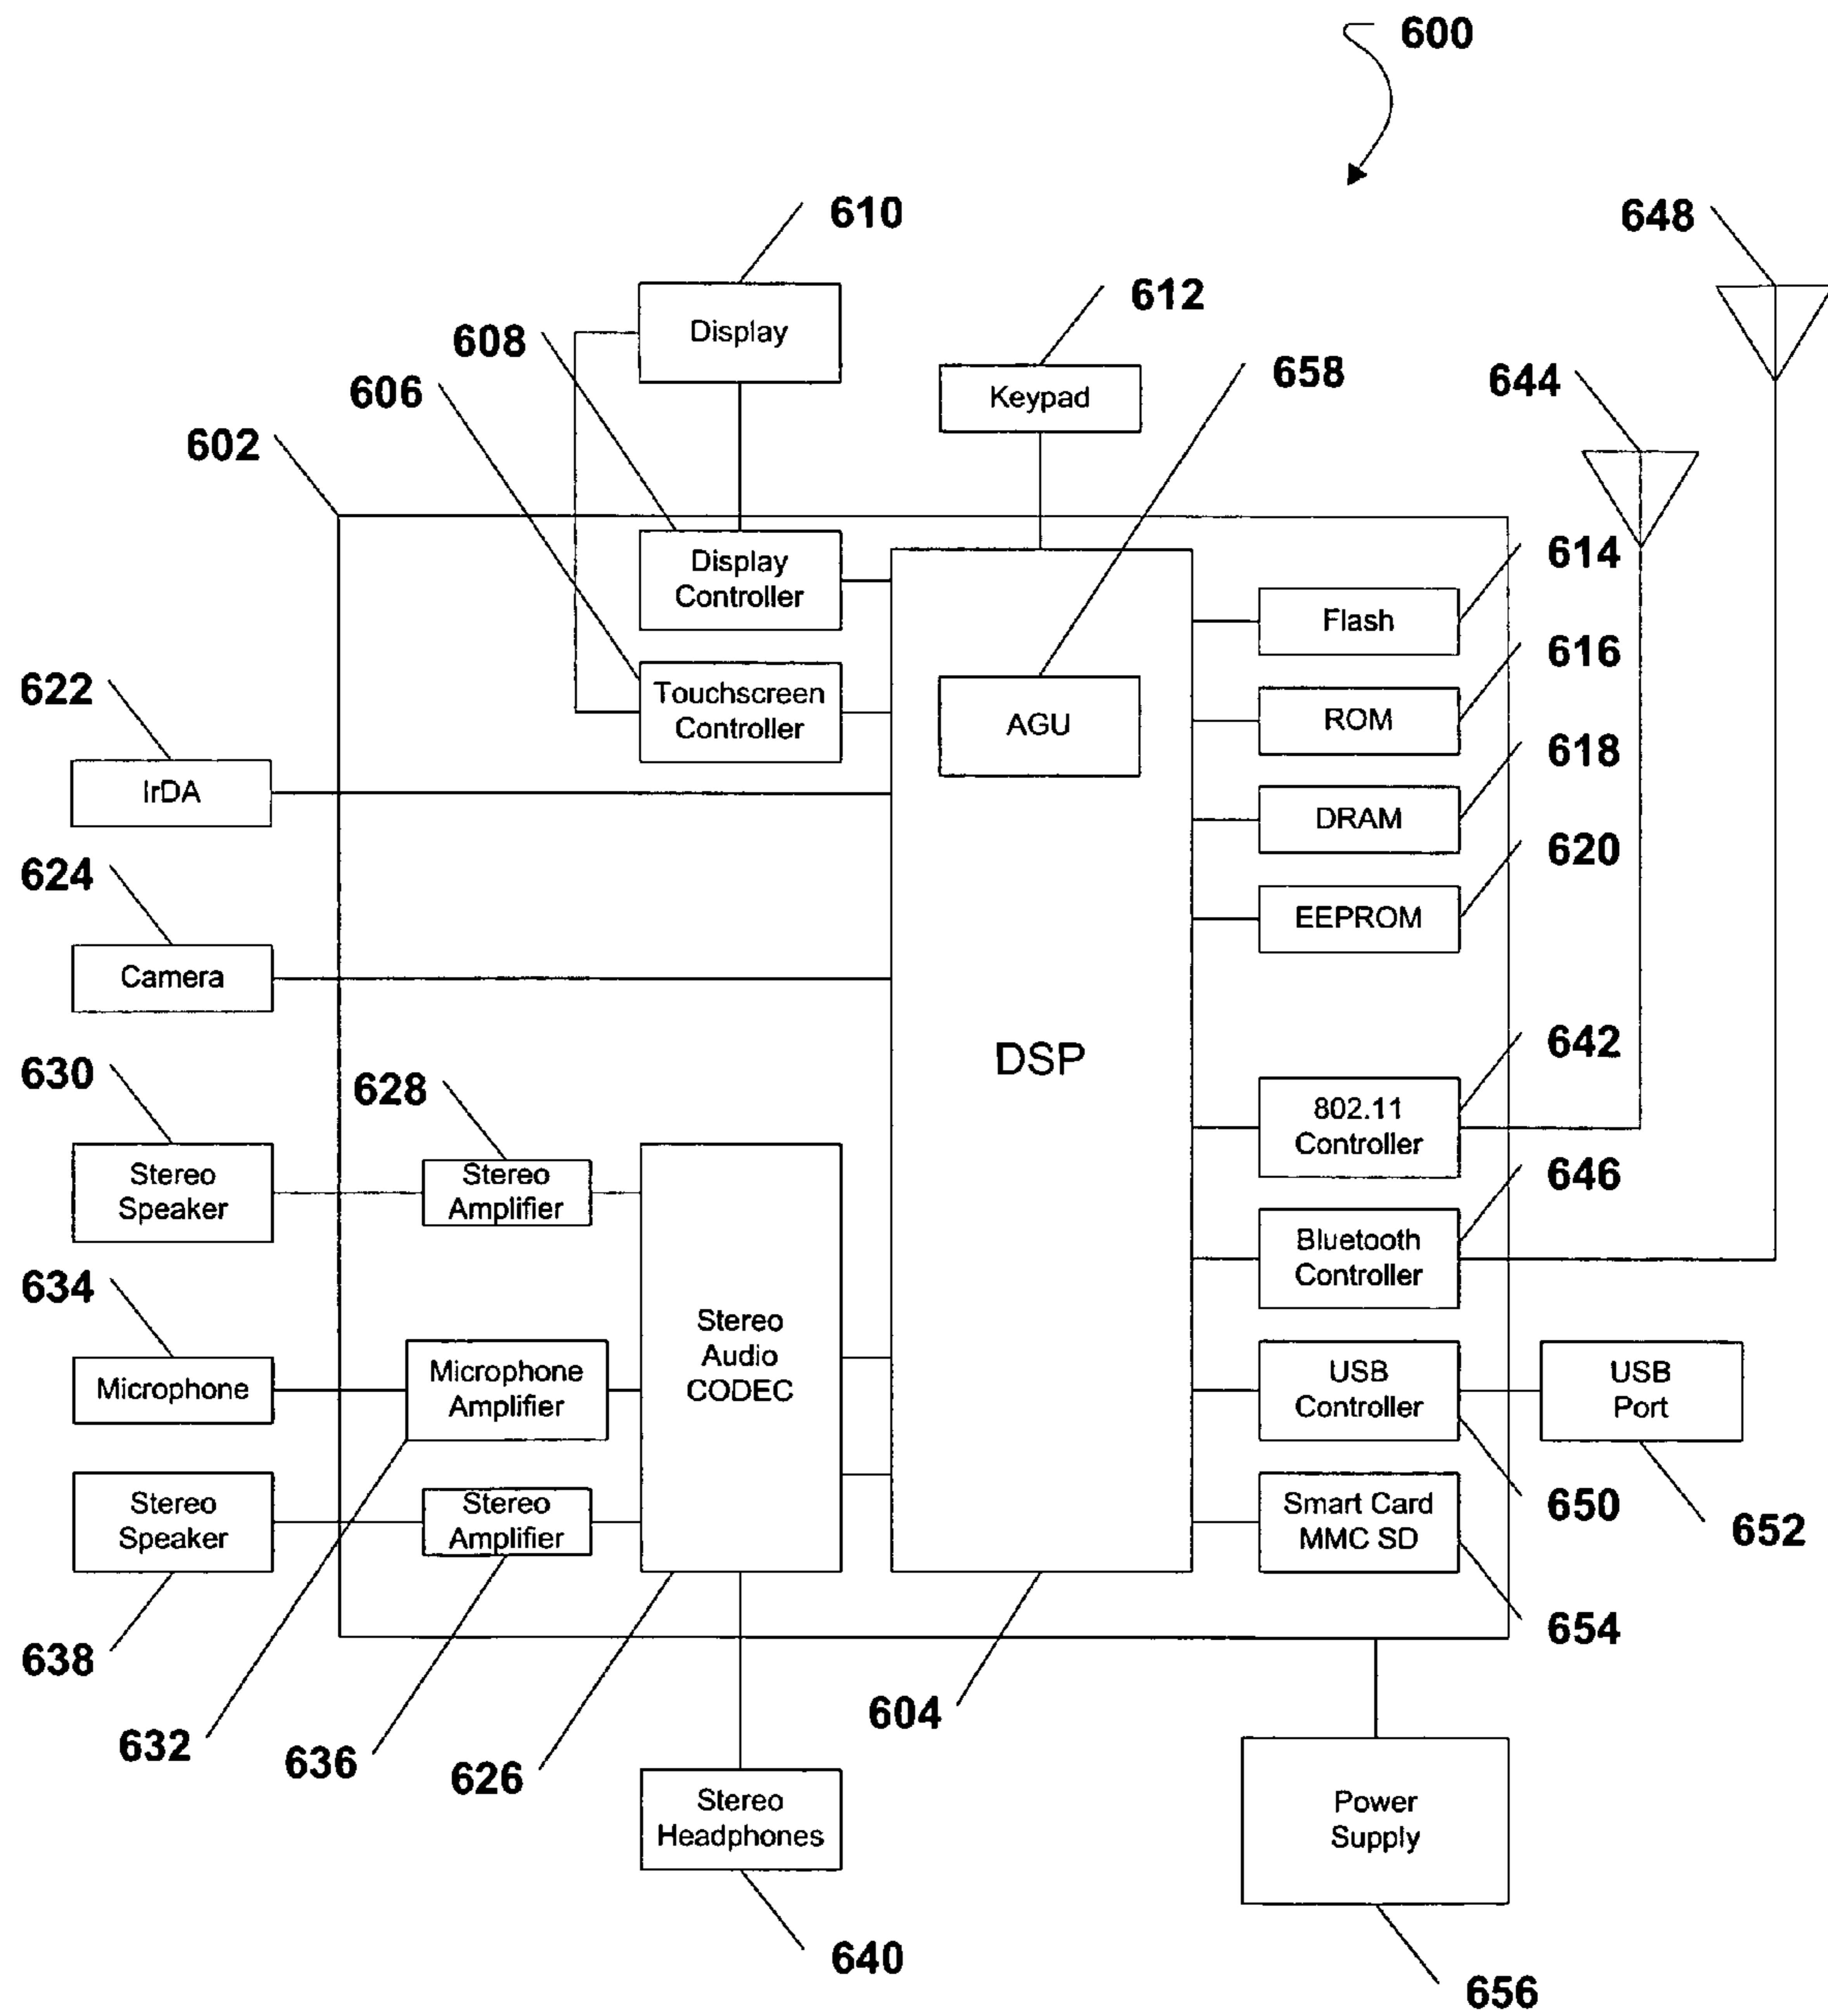 600
610
648
Display
612
608
658
644
606
Keypad
602
Display
Controller
614
Flash
616
622
Touchscreen
Controller
AGU
ROM
618
IrDA
DRAM
620
624
EEPROM
Camera
DSP
642
630
628
802.11
Controller
Stereo
Speaker
Stereo
Amplifier
646
Bluetooth
Controller
634
Stereo
Audio
CODEC
Microphone
Microphone
Amplifier
USB
Controller
USB
Port
Stereo
Speaker
Stereo
Amplifier
Smart Card
MMC SD
650
652
654
638
604
632
636
626
Stereo
Headphones
Power
Supply
640
656